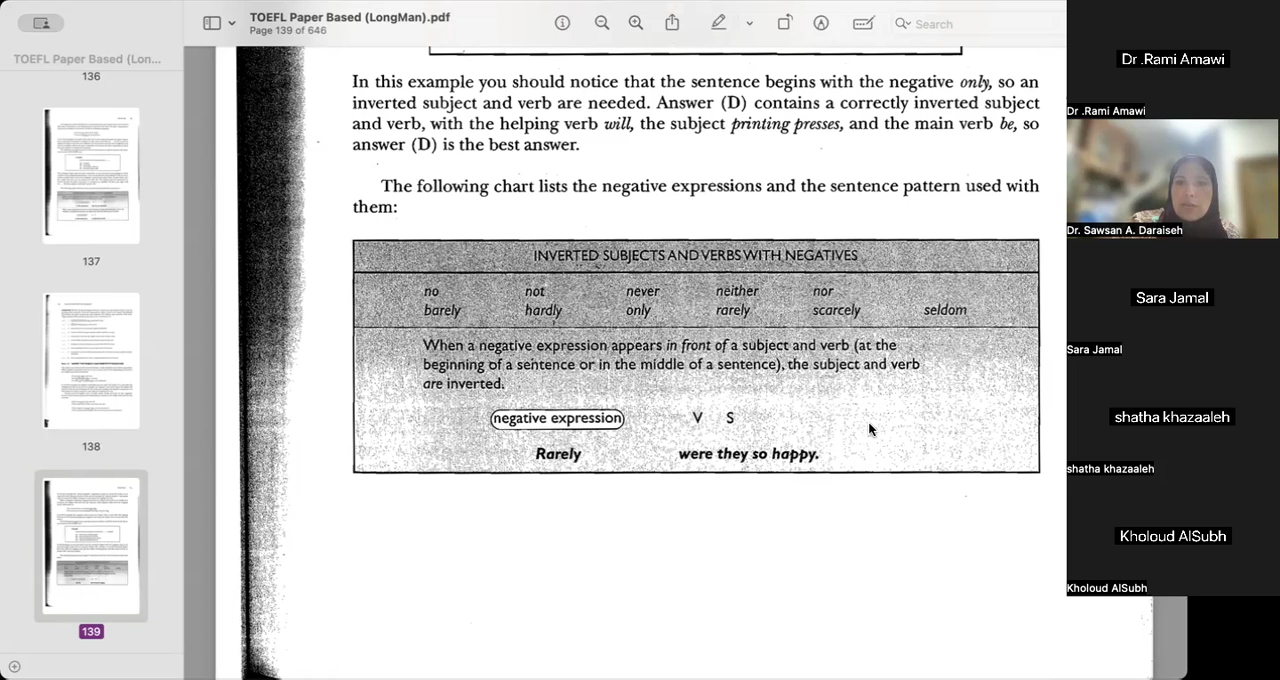 TOEFL Paper Based (LongMan).pdf
Page 139 of 646
Search
TOEFL Paper Based (Lon...
136
137
138
139
In this example you should notice that the sentence begins with the negative only, so an
inverted subject and verb are needed. Answer (D) contains a correctly inverted subject
and verb, with the helping verb will, the subject printing presses, and the main verb be, so
answer (D) is the best answer.
The following chart lists the negative expressions and the sentence pattern used with
them:
INVERTED SUBJECTS AND VERBS WITH NEGATIVES
no not never neither nor
barely hardly only rarely scarcely seldom
When a negative expression appears in front of a subject and verb (at the
beginning of a sentence or in the middle of a sentence), the subject and verb
are inverted.
negative expression V S
Rarely were they so happy.
Dr .Rami Amawi
Dr .Rami Amawi
Dr. Sawsan A. Daraiseh
Sara Jamal
Sara Jamal
shatha khazaaleh
shatha khazaaleh
Kholoud AlSubh
Kholoud AlSubh